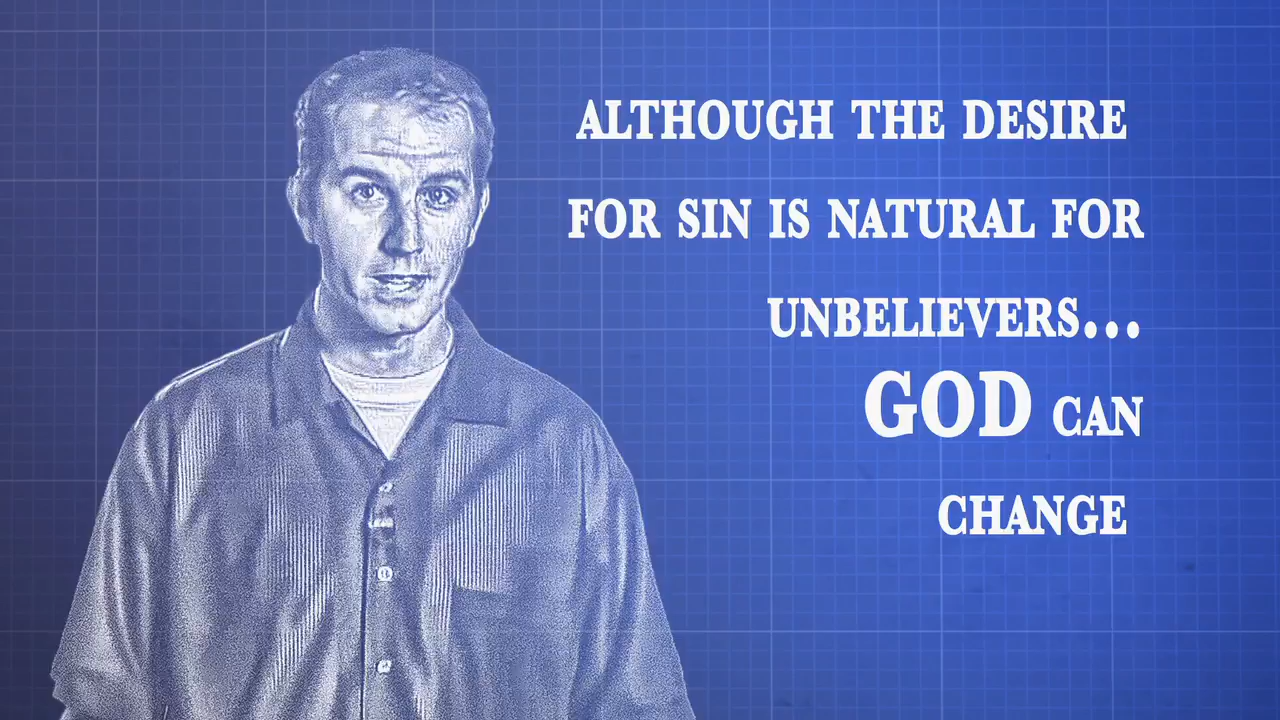 ALTHOUGH THE DESIRE
FOR SIN IS NATURAL FOR
UNBELIEVERS...
GOD CAN
CHANGE